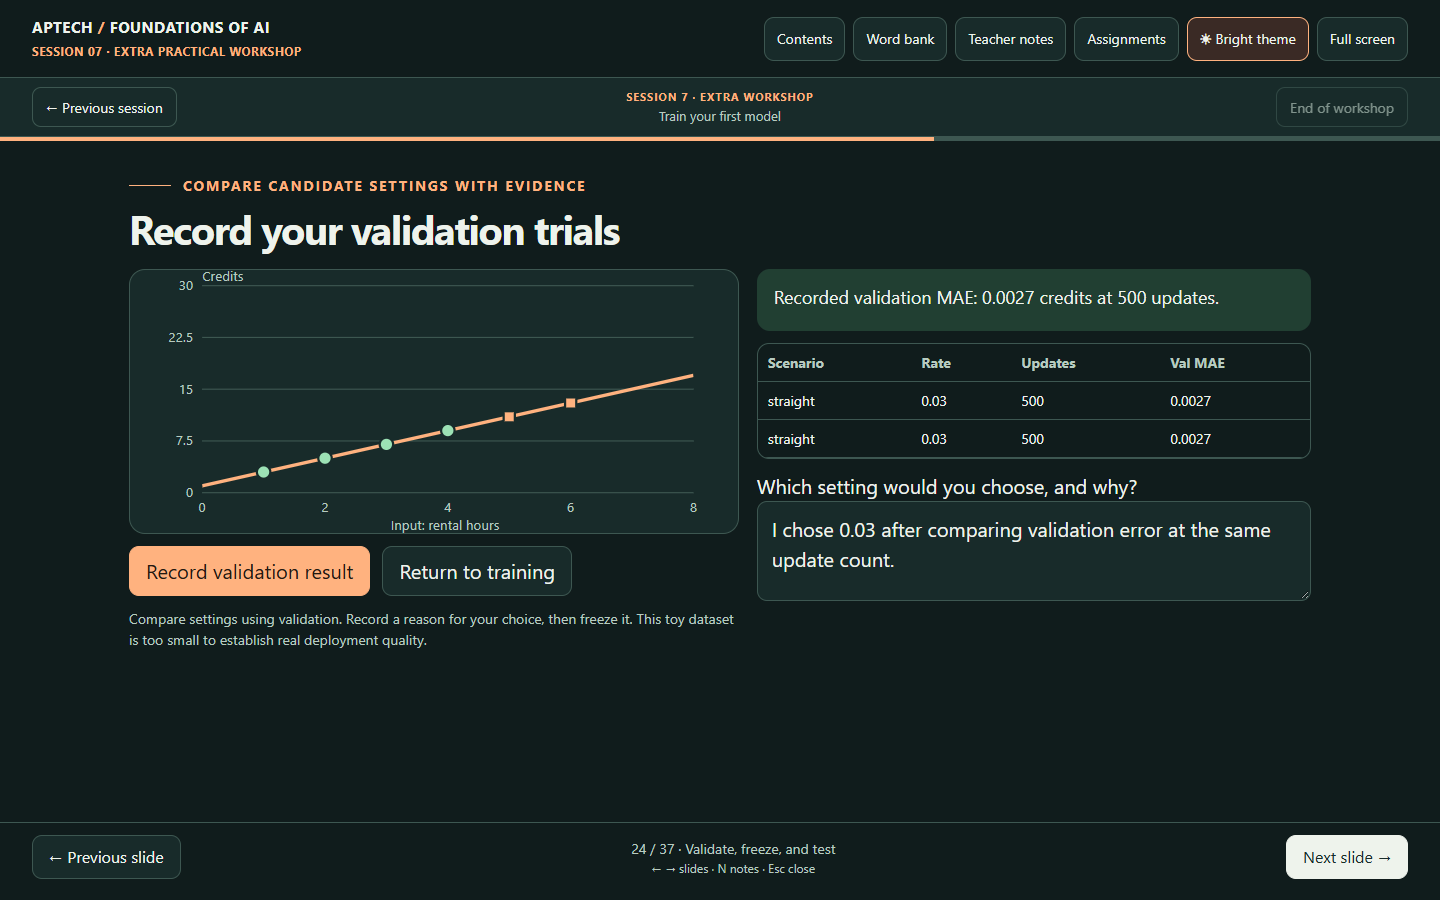 APTECH / FOUNDATIONS OF AI
SESSION 07 · EXTRA PRACTICAL WORKSHOP
Contents
Word bank
Teacher notes
Assignments
☀ Bright theme
Full screen
← Previous session
SESSION 7 · EXTRA WORKSHOP
Train your first model
End of workshop
COMPARE CANDIDATE SETTINGS WITH EVIDENCE
Record your validation trials
Credits
30
22.5
15
7.5
0
0 2 4 6 8
Input: rental hours
Record validation result
Return to training
Compare settings using validation. Record a reason for your choice, then freeze it. This toy dataset
is too small to establish real deployment quality.
Recorded validation MAE: 0.0027 credits at 500 updates.
Scenario Rate Updates Val MAE
straight 0.03 500 0.0027
straight 0.03 500 0.0027
Which setting would you choose, and why?
I chose 0.03 after comparing validation error at the same
update count.
← Previous slide
24 / 37 · Validate, freeze, and test
← → slides · N notes · Esc close
Next slide →